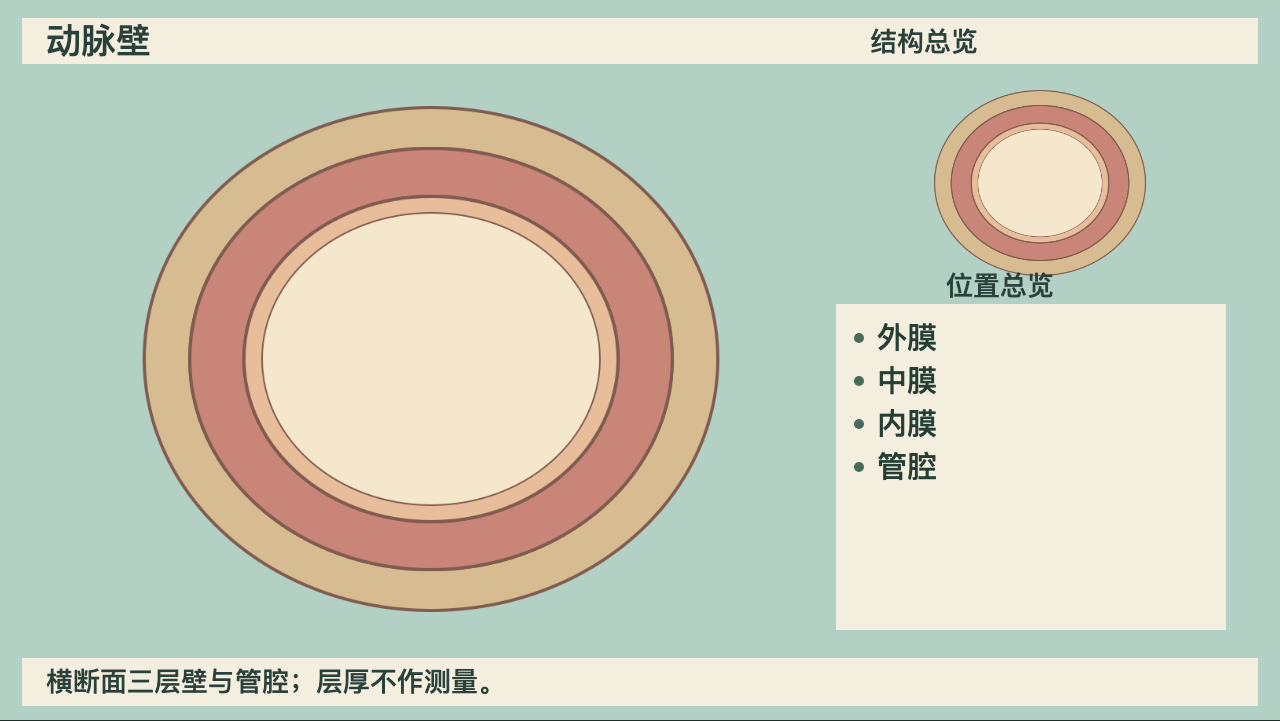 动脉壁
结构总览
位置总览
• 外膜
• 中膜
• 内膜
• 管腔
横断面三层壁与管腔；层厚不作测量。